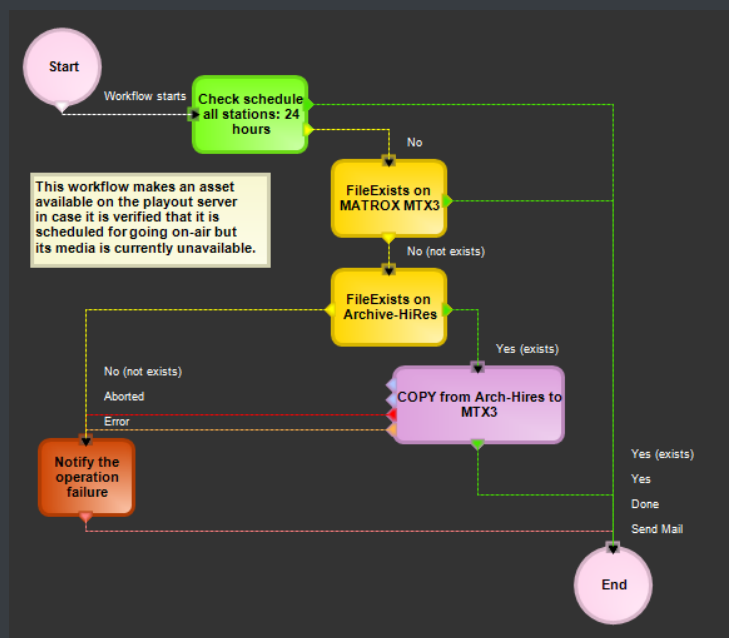 Start
Workflow starts
Check schedule
all stations: 24
hours
No
This workflow makes an asset
available on the playout server
in case it is verified that it is
scheduled for going on-air but
its media is currently unavailable.
FileExists on
MATROX MTX3
No (not exists)
FileExists on
Archive-HiRes
Yes (exists)
No (not exists)
Aborted
Error
COPY from Arch-Hires to
MTX3
Notify the
operation
failure
Yes (exists)
Yes
Done
Send Mail
End